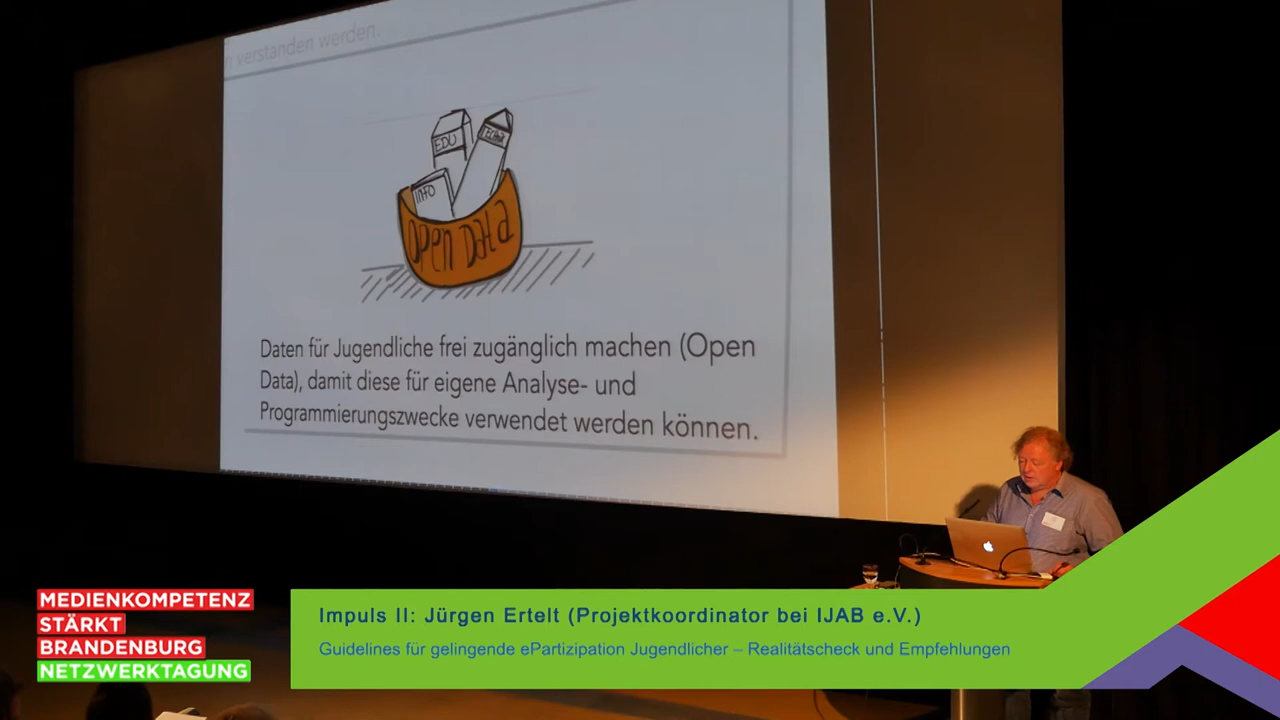 n verstanden werden.
EDU
INFO
OPEN Data
Daten für Jugendliche frei zugänglich machen (Open
Data), damit diese für eigene Analyse- und
Programmierungszwecke verwendet werden können.
MEDIENKOMPETENZ
STÄRKT
BRANDENBURG
NETZWERKTAGUNG
Impuls II: Jürgen Ertelt (Projektkoordinator bei IJAB e.V.)
Guidelines für gelingende ePartizipation Jugendlicher – Realitätscheck und Empfehlungen